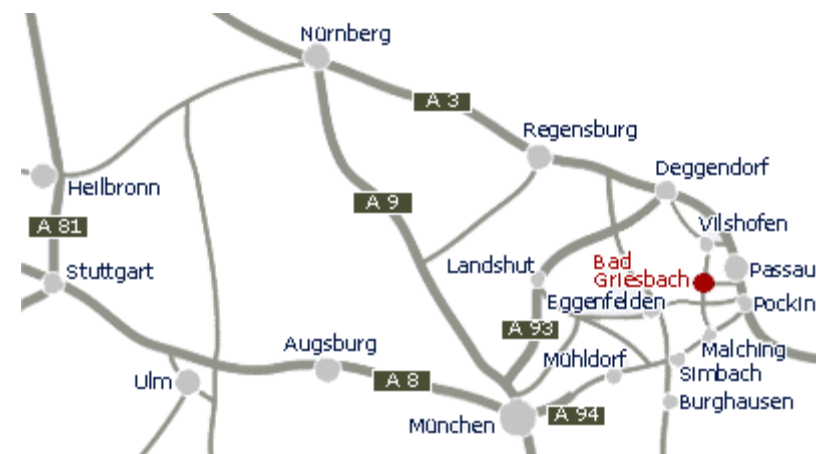 Nürnberg
A 3
Regensburg
Deggendorf
Heilbronn
A 9
Vilshofen
A 81
Stuttgart
Landshut
Bad
Griesbach
Passau
Eggenfelden
Pockin
A 93
Augsburg
Mühldorf
Malching
Simbach
Ulm
A 8
Burghausen
München
A 94